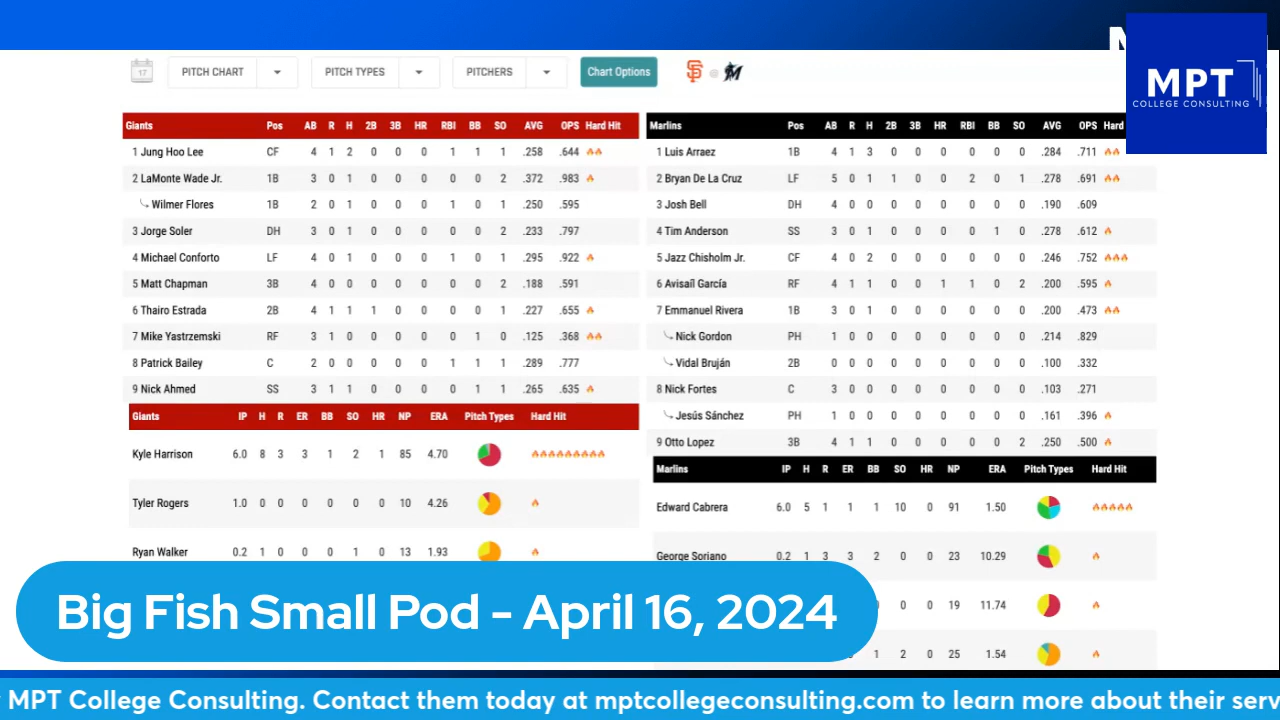 M
MPT
COLLEGE CONSULTING
17 PITCH CHART PITCH TYPES PITCHERS Chart Options SF @ M
Giants Pos AB R H 2B 3B HR RBI BB SO AVG OPS Hard Hit
1 Jung Hoo Lee CF 4 1 2 0 0 0 1 1 1 .258 .644
2 LaMonte Wade Jr. 1B 3 0 1 0 0 0 0 0 2 .372 .983
Wilmer Flores 1B 2 0 1 0 0 0 1 0 1 .250 .595
3 Jorge Soler DH 3 0 1 0 0 0 0 0 2 .233 .797
4 Michael Conforto LF 4 0 1 0 0 0 1 0 1 .295 .922
5 Matt Chapman 3B 4 0 0 0 0 0 0 0 2 .188 .591
6 Thairo Estrada 2B 4 1 1 1 0 0 0 0 1 .227 .655
7 Mike Yastrzemski RF 3 1 0 0 0 0 0 1 0 .125 .368
8 Patrick Bailey C 2 0 0 0 0 0 1 1 1 .289 .777
9 Nick Ahmed SS 3 1 1 0 0 0 0 1 1 .265 .635
Giants IP H R ER BB SO HR NP ERA Pitch Types Hard Hit
Kyle Harrison 6.0 8 3 3 1 2 1 85 4.70
Tyler Rogers 1.0 0 0 0 0 0 0 10 4.26
Ryan Walker 0.2 1 0 0 0 1 0 13 1.93
Marlins Pos AB R H 2B 3B HR RBI BB SO AVG OPS Hard
1 Luis Arraez 1B 4 1 3 0 0 0 0 0 0 .284 .711
2 Bryan De La Cruz LF 5 0 1 1 0 0 2 0 1 .278 .691
3 Josh Bell DH 4 0 0 0 0 0 0 0 0 .190 .609
4 Tim Anderson SS 3 0 1 0 0 0 0 1 0 .278 .612
5 Jazz Chisholm Jr. CF 4 0 2 0 0 0 0 0 0 .246 .752
6 Avisaíl García RF 4 1 1 0 0 1 1 0 2 .200 .595
7 Emmanuel Rivera 1B 3 0 1 0 0 0 0 0 0 .200 .473
Nick Gordon PH 1 0 0 0 0 0 0 0 0 .214 .829
Vidal Bruján 2B 0 0 0 0 0 0 0 0 0 .100 .332
8 Nick Fortes C 3 0 0 0 0 0 0 0 0 .103 .271
Jesús Sánchez PH 1 0 0 0 0 0 0 0 0 .161 .396
9 Otto Lopez 3B 4 1 1 0 0 0 0 0 2 .250 .500
Marlins IP H R ER BB SO HR NP ERA Pitch Types Hard Hit
Edward Cabrera 6.0 5 1 1 1 10 0 91 1.50
George Soriano 0.2 1 3 3 2 0 0 23 10.29
0 0 19 11.74
1 2 0 25 1.54
Big Fish Small Pod - April 16, 2024
MPT College Consulting. Contact them today at mptcollegeconsulting.com to learn more about their serv